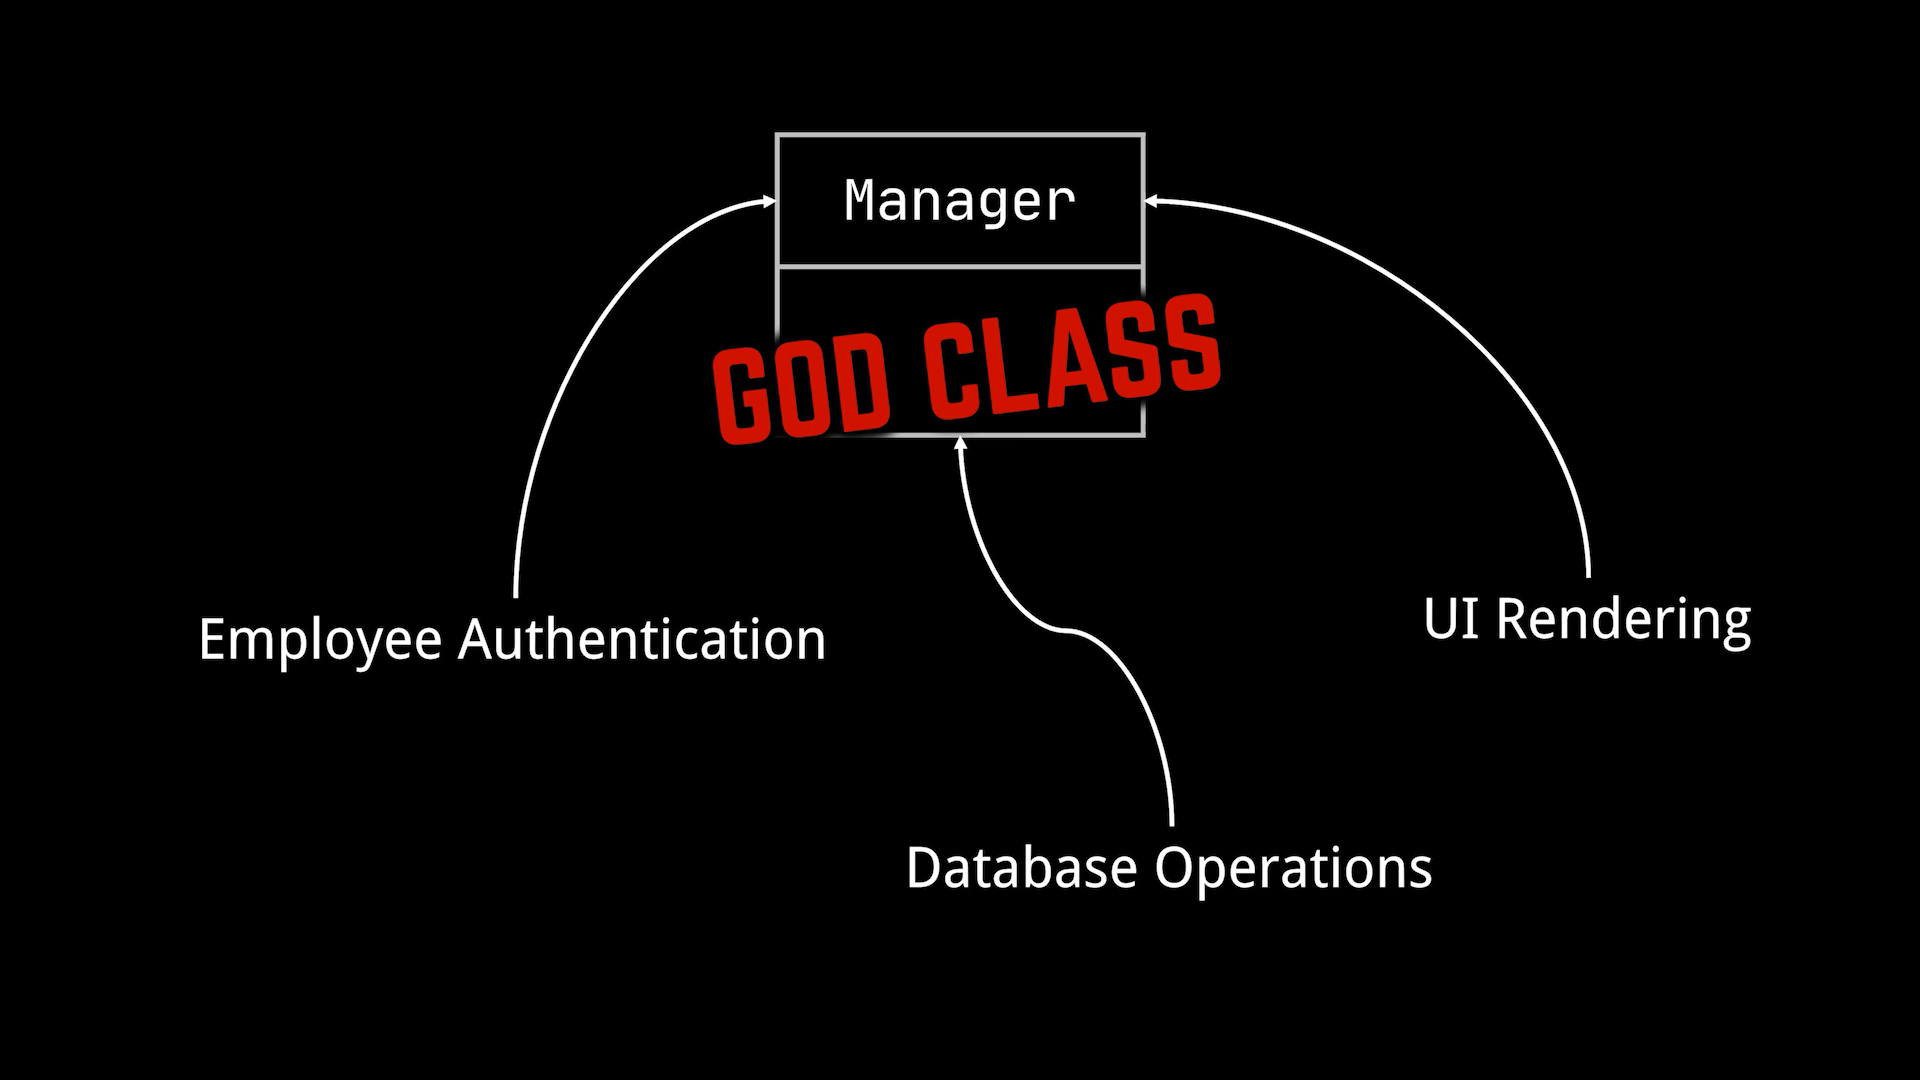 Manager
GOD CLASS
Employee Authentication
UI Rendering
Database Operations